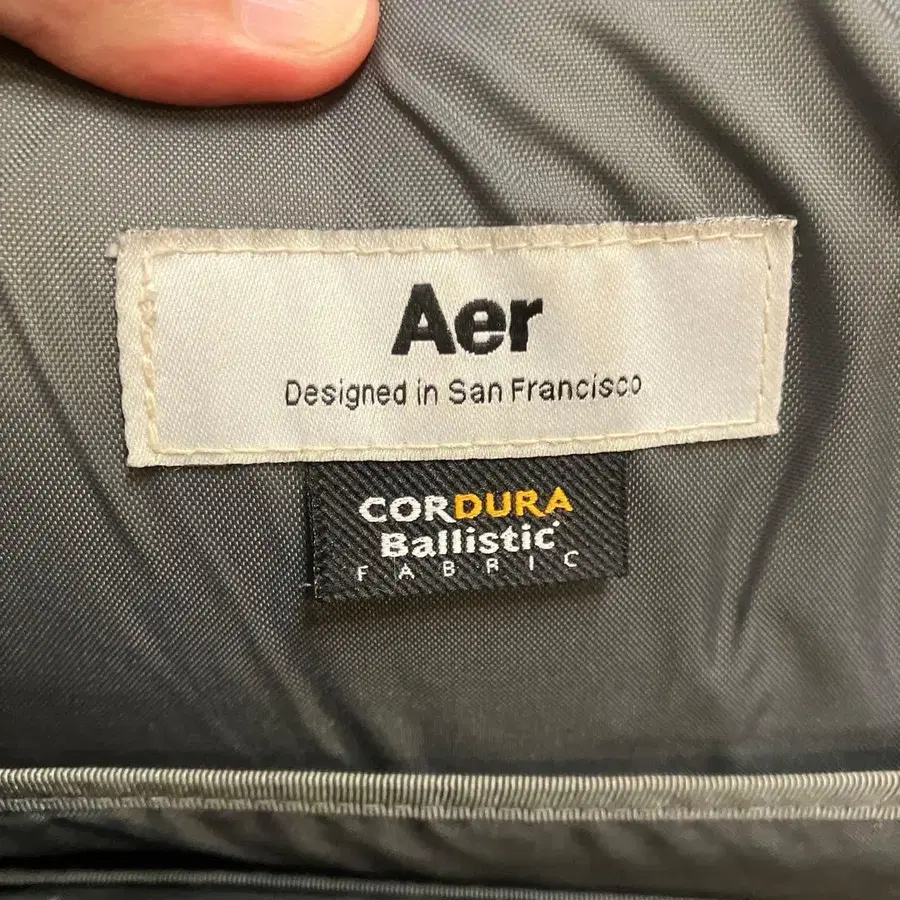 Aer
Designed in San Francisco
CORDURA
Ballistic
FABRIC